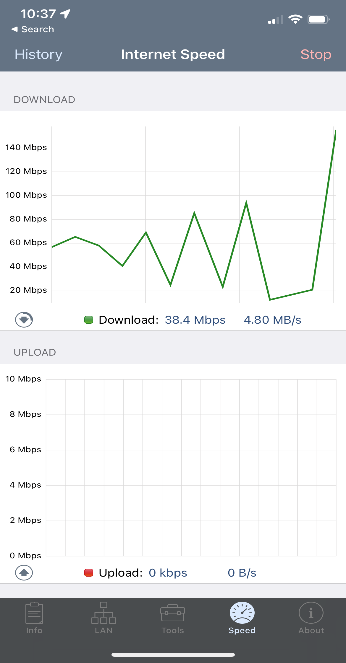 10:37
Search
History Internet Speed Stop
DOWNLOAD
140 Mbps
120 Mbps
100 Mbps
80 Mbps
60 Mbps
40 Mbps
20 Mbps
Download: 38.4 Mbps 4.80 MB/s
UPLOAD
10 Mbps
8 Mbps
6 Mbps
4 Mbps
2 Mbps
0 Mbps
Upload: 0 kbps 0 B/s
Info LAN Tools Speed About